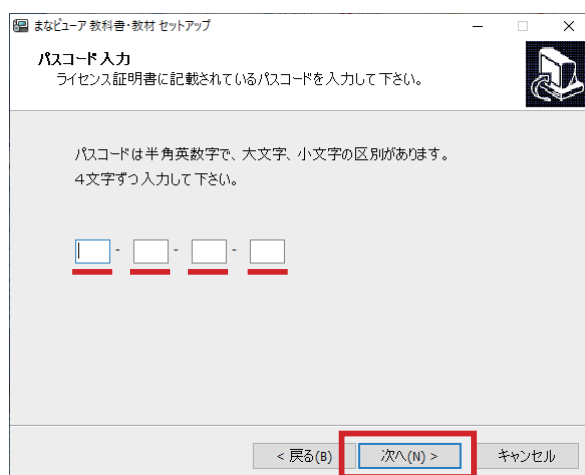 まなビューア 教科書・教材 セットアップ
パスコード入力
ライセンス証明書に記載されているパスコードを入力して下さい。
パスコードは半角英数字で、大文字、小文字の区別があります。
4文字ずつ入力して下さい。
- - -
< 戻る(B) 次へ(N) > キャンセル